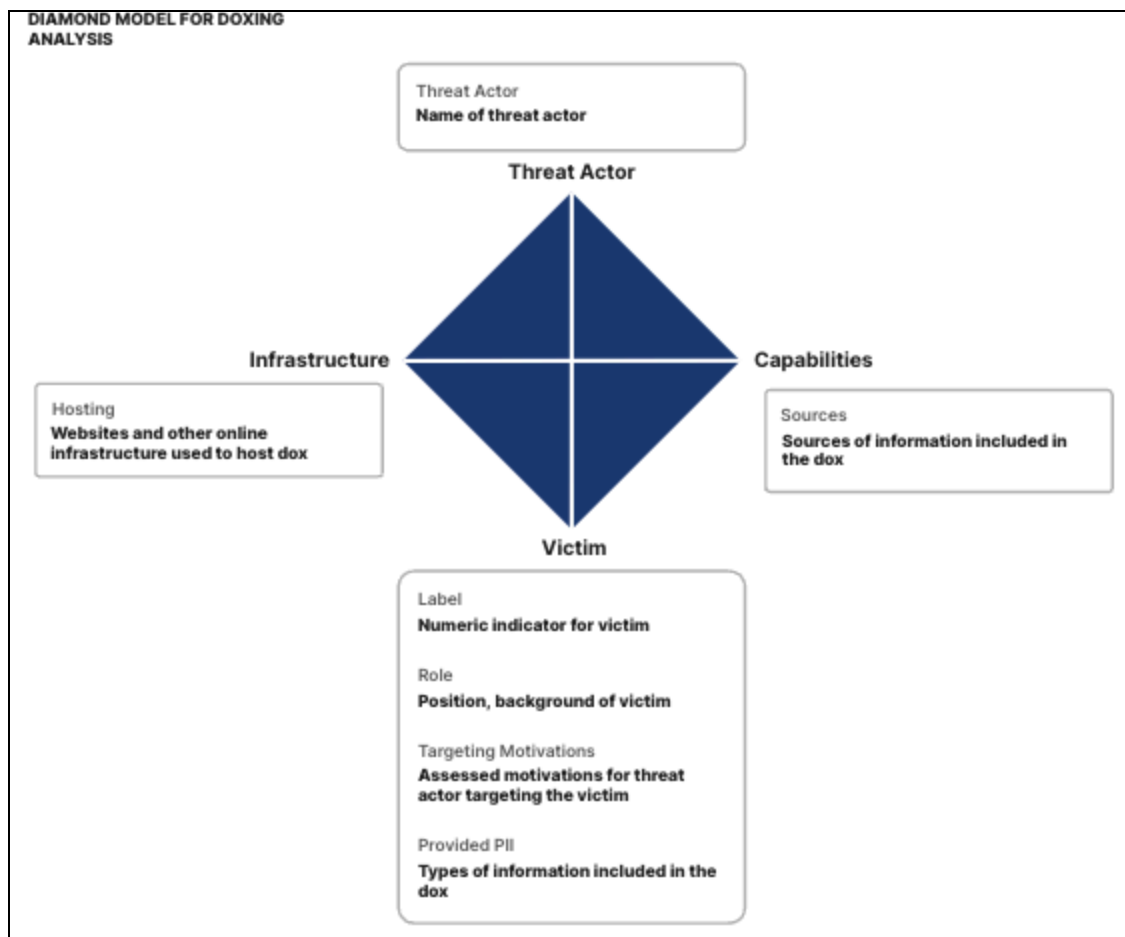 DIAMOND MODEL FOR DOXING
ANALYSIS
Threat Actor
Name of threat actor
Threat Actor
Infrastructure
Capabilities
Hosting
Websites and other online
infrastructure used to host dox
Sources
Sources of information included in
the dox
Victim
Label
Numeric indicator for victim
Role
Position, background of victim
Targeting Motivations
Assessed motivations for threat
actor targeting the victim
Provided PII
Types of information included in the
dox